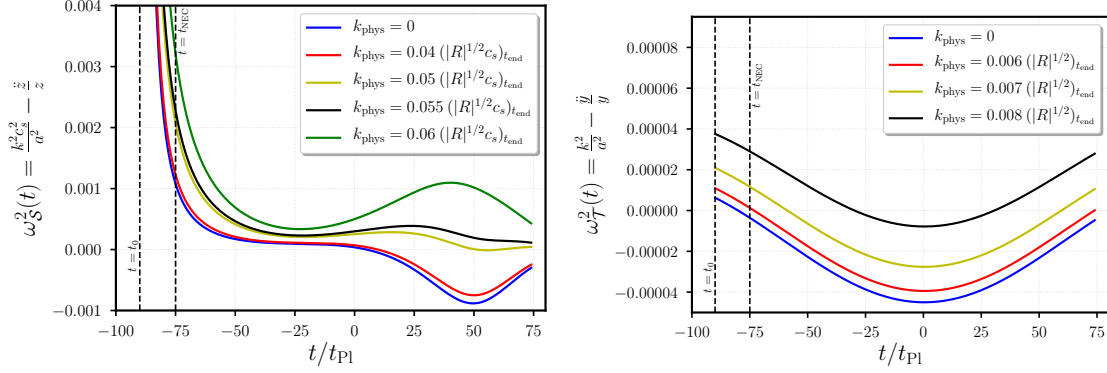 0.004
0.003
0.002
0.001
0.000
−0.001
−100
−75
−50
−25
0
25
50
75
t/t_Pl
ω²_𝒮(t) = k²c_s²/a² − z̈/z
t = t_0
t = t_NEC
k_phys = 0
k_phys = 0.04 (|R|^{1/2}c_s)_{t_end}
k_phys = 0.05 (|R|^{1/2}c_s)_{t_end}
k_phys = 0.055 (|R|^{1/2}c_s)_{t_end}
k_phys = 0.06 (|R|^{1/2}c_s)_{t_end}
0.00008
0.00006
0.00004
0.00002
0.00000
−0.00002
−0.00004
−100
−75
−50
−25
0
25
50
75
t/t_Pl
ω²_𝒯(t) = k²/a² − ÿ/y
t = t_0
t = t_NEC
k_phys = 0
k_phys = 0.006 (|R|^{1/2})_{t_end}
k_phys = 0.007 (|R|^{1/2})_{t_end}
k_phys = 0.008 (|R|^{1/2})_{t_end}